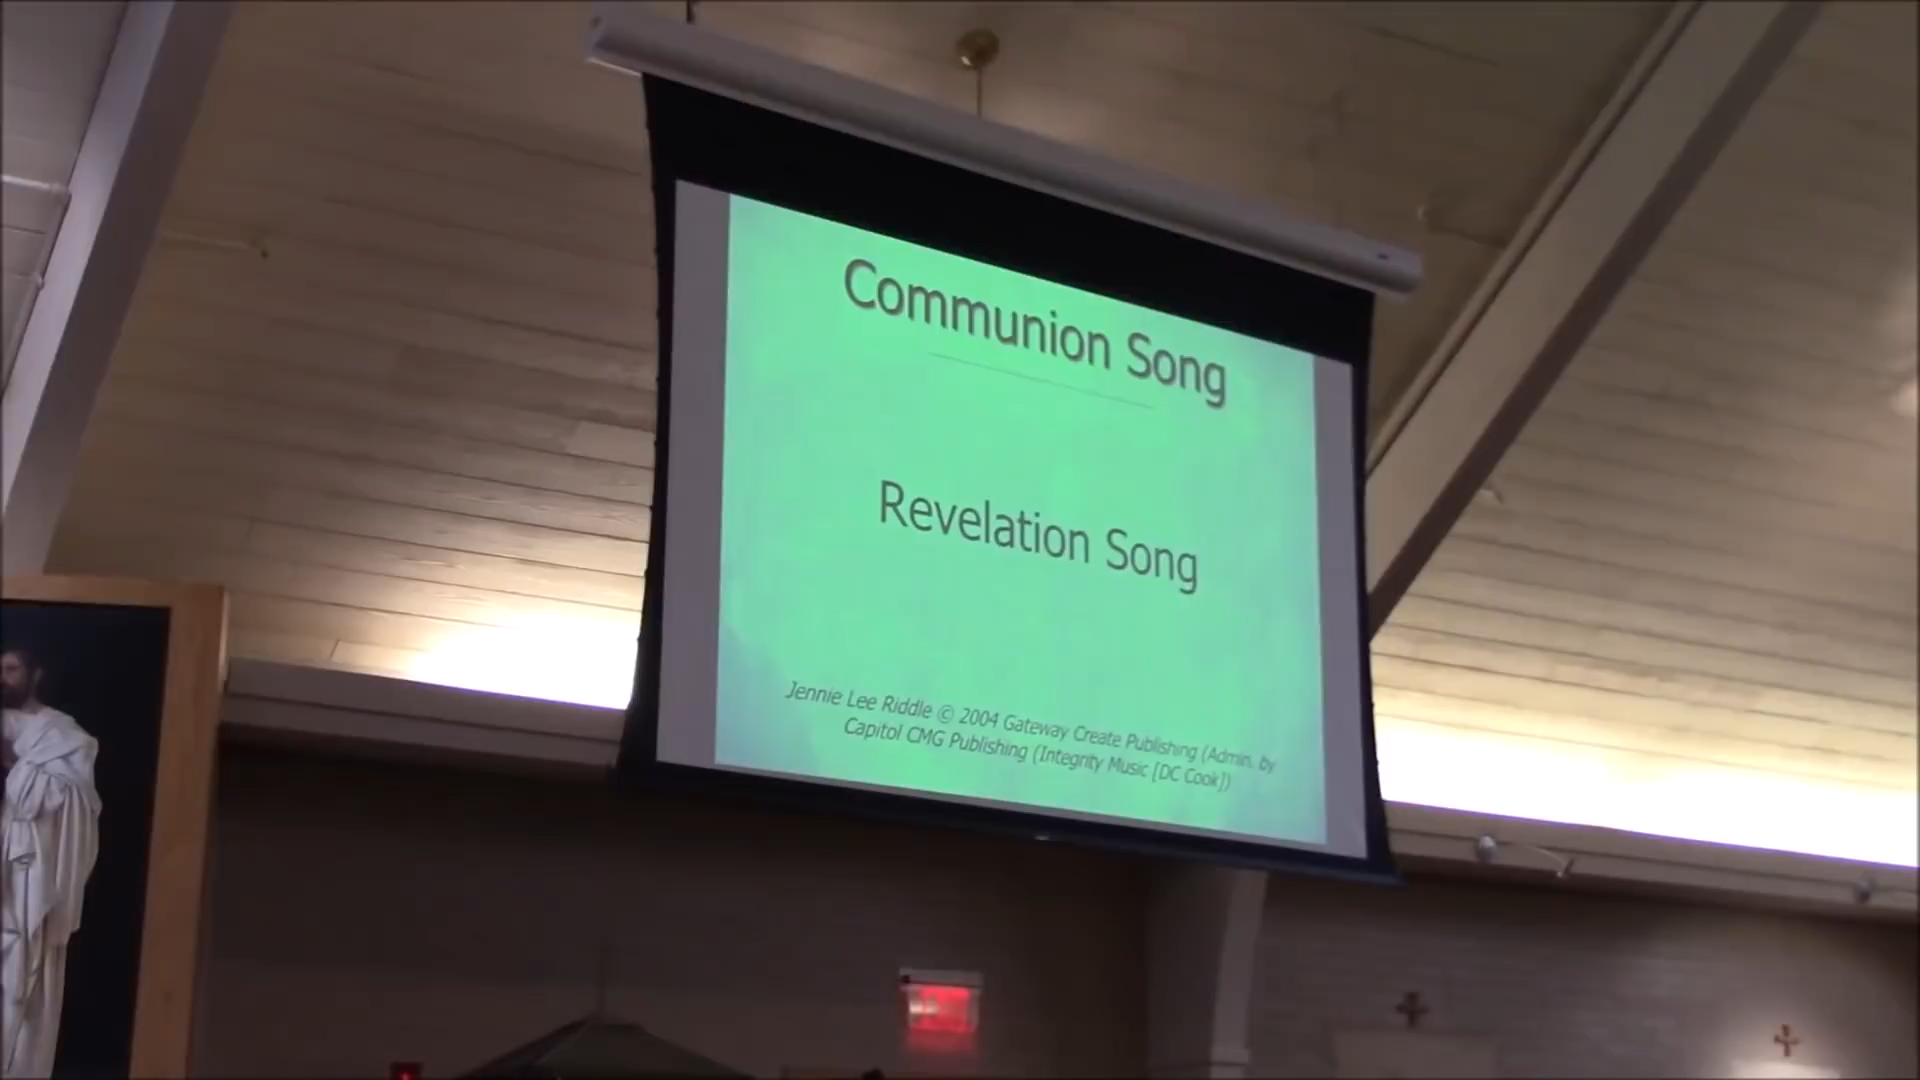 Communion Song
Revelation Song
Jennie Lee Riddle © 2004 Gateway Create Publishing (Admin. by
Capitol CMG Publishing (Integrity Music [DC Cook])